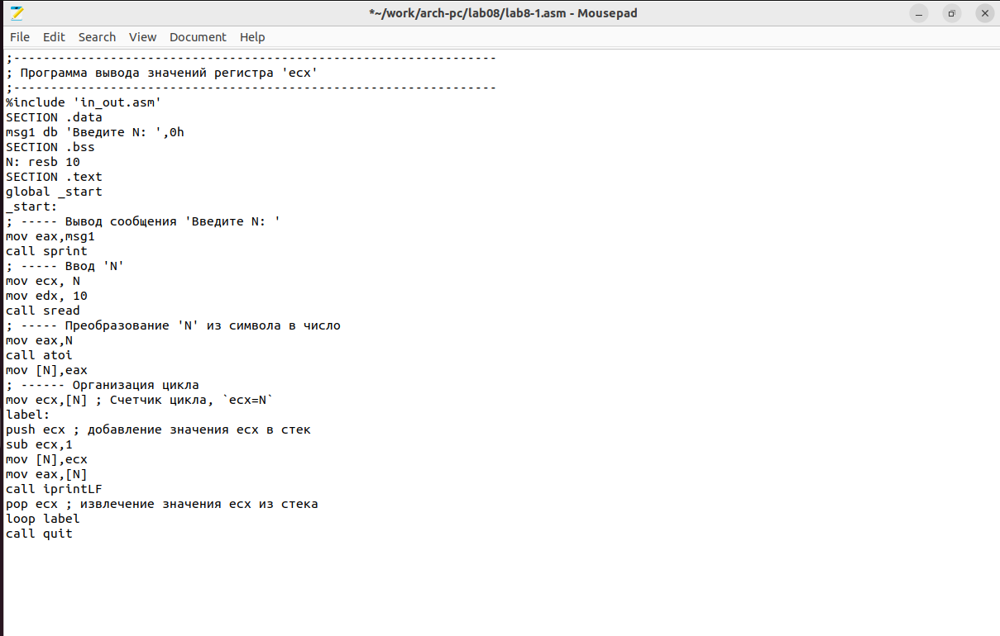 *~/work/arch-pc/lab08/lab8-1.asm - Mousepad
File Edit Search View Document Help
;-----------------------------------------------------------------
; Программа вывода значений регистра 'ecx'
;-----------------------------------------------------------------
%include 'in_out.asm'
SECTION .data
msg1 db 'Введите N: ',0h
SECTION .bss
N: resb 10
SECTION .text
global _start
_start:
; ----- Вывод сообщения 'Введите N: '
mov eax,msg1
call sprint
; ----- Ввод 'N'
mov ecx, N
mov edx, 10
call sread
; ----- Преобразование 'N' из символа в число
mov eax,N
call atoi
mov [N],eax
; ------ Организация цикла
mov ecx,[N] ; Счетчик цикла, `ecx=N`
label:
push ecx ; добавление значения ecx в стек
sub ecx,1
mov [N],ecx
mov eax,[N]
call iprintLF
pop ecx ; извлечение значения ecx из стека
loop label
call quit